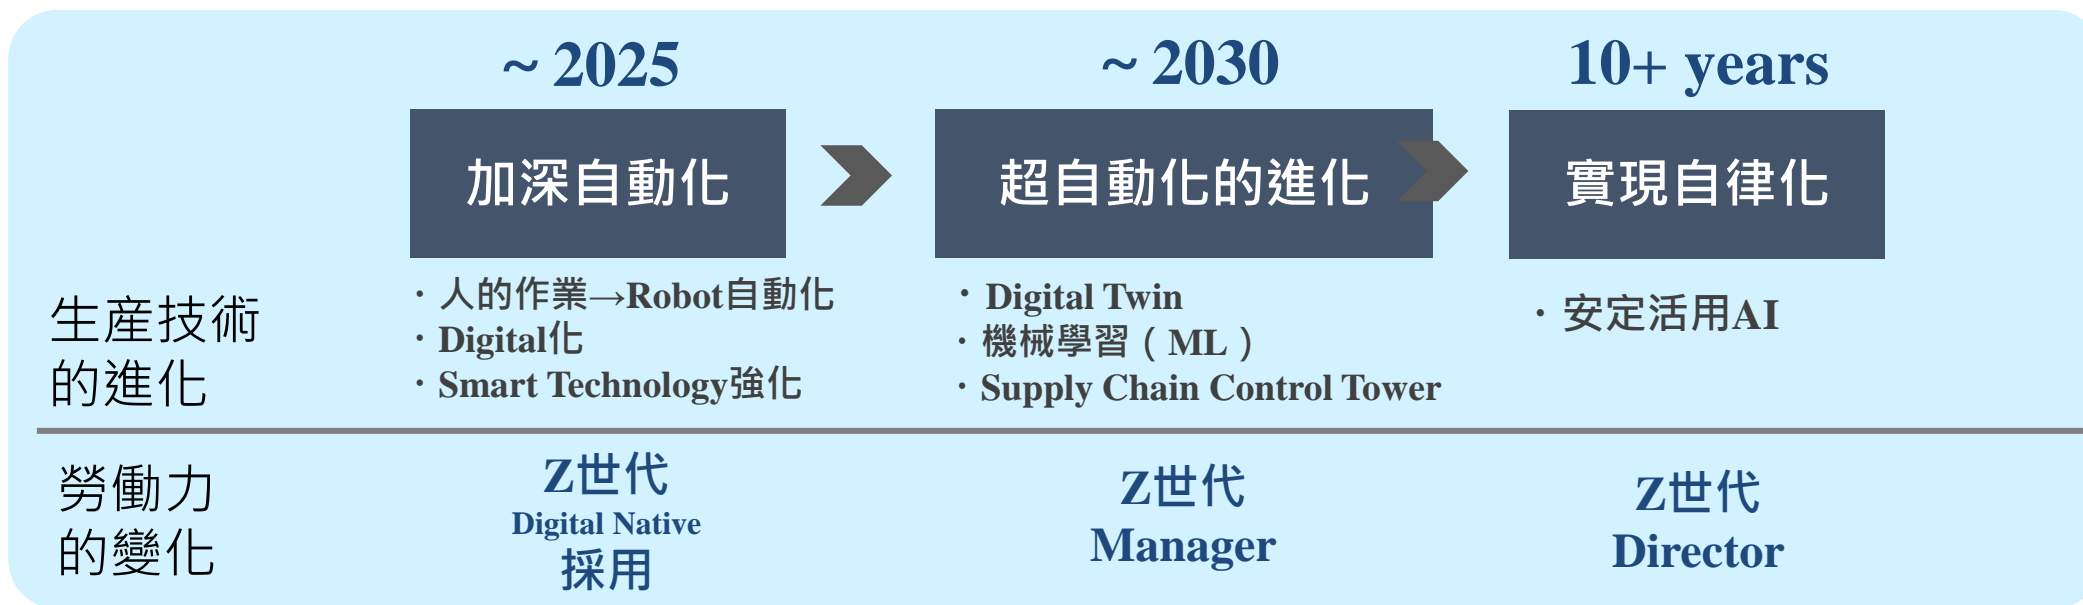 ~ 2025
~ 2030
10+ years
加深自動化
超自動化的進化
實現自律化
生産技術
的進化
・人的作業→Robot自動化
・Digital化
・Smart Technology強化
・Digital Twin
・機械學習（ML）
・Supply Chain Control Tower
・安定活用AI
勞働力
的變化
Z世代
Digital Native
採用
Z世代
Manager
Z世代
Director